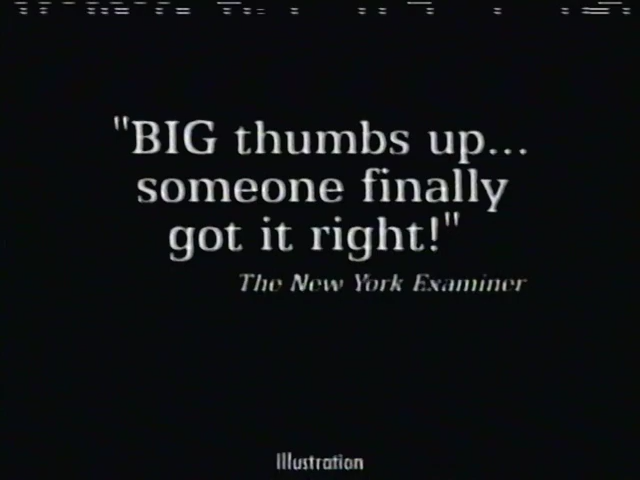 "BIG thumbs up...
someone finally
got it right!"
The New York Examiner
Illustration